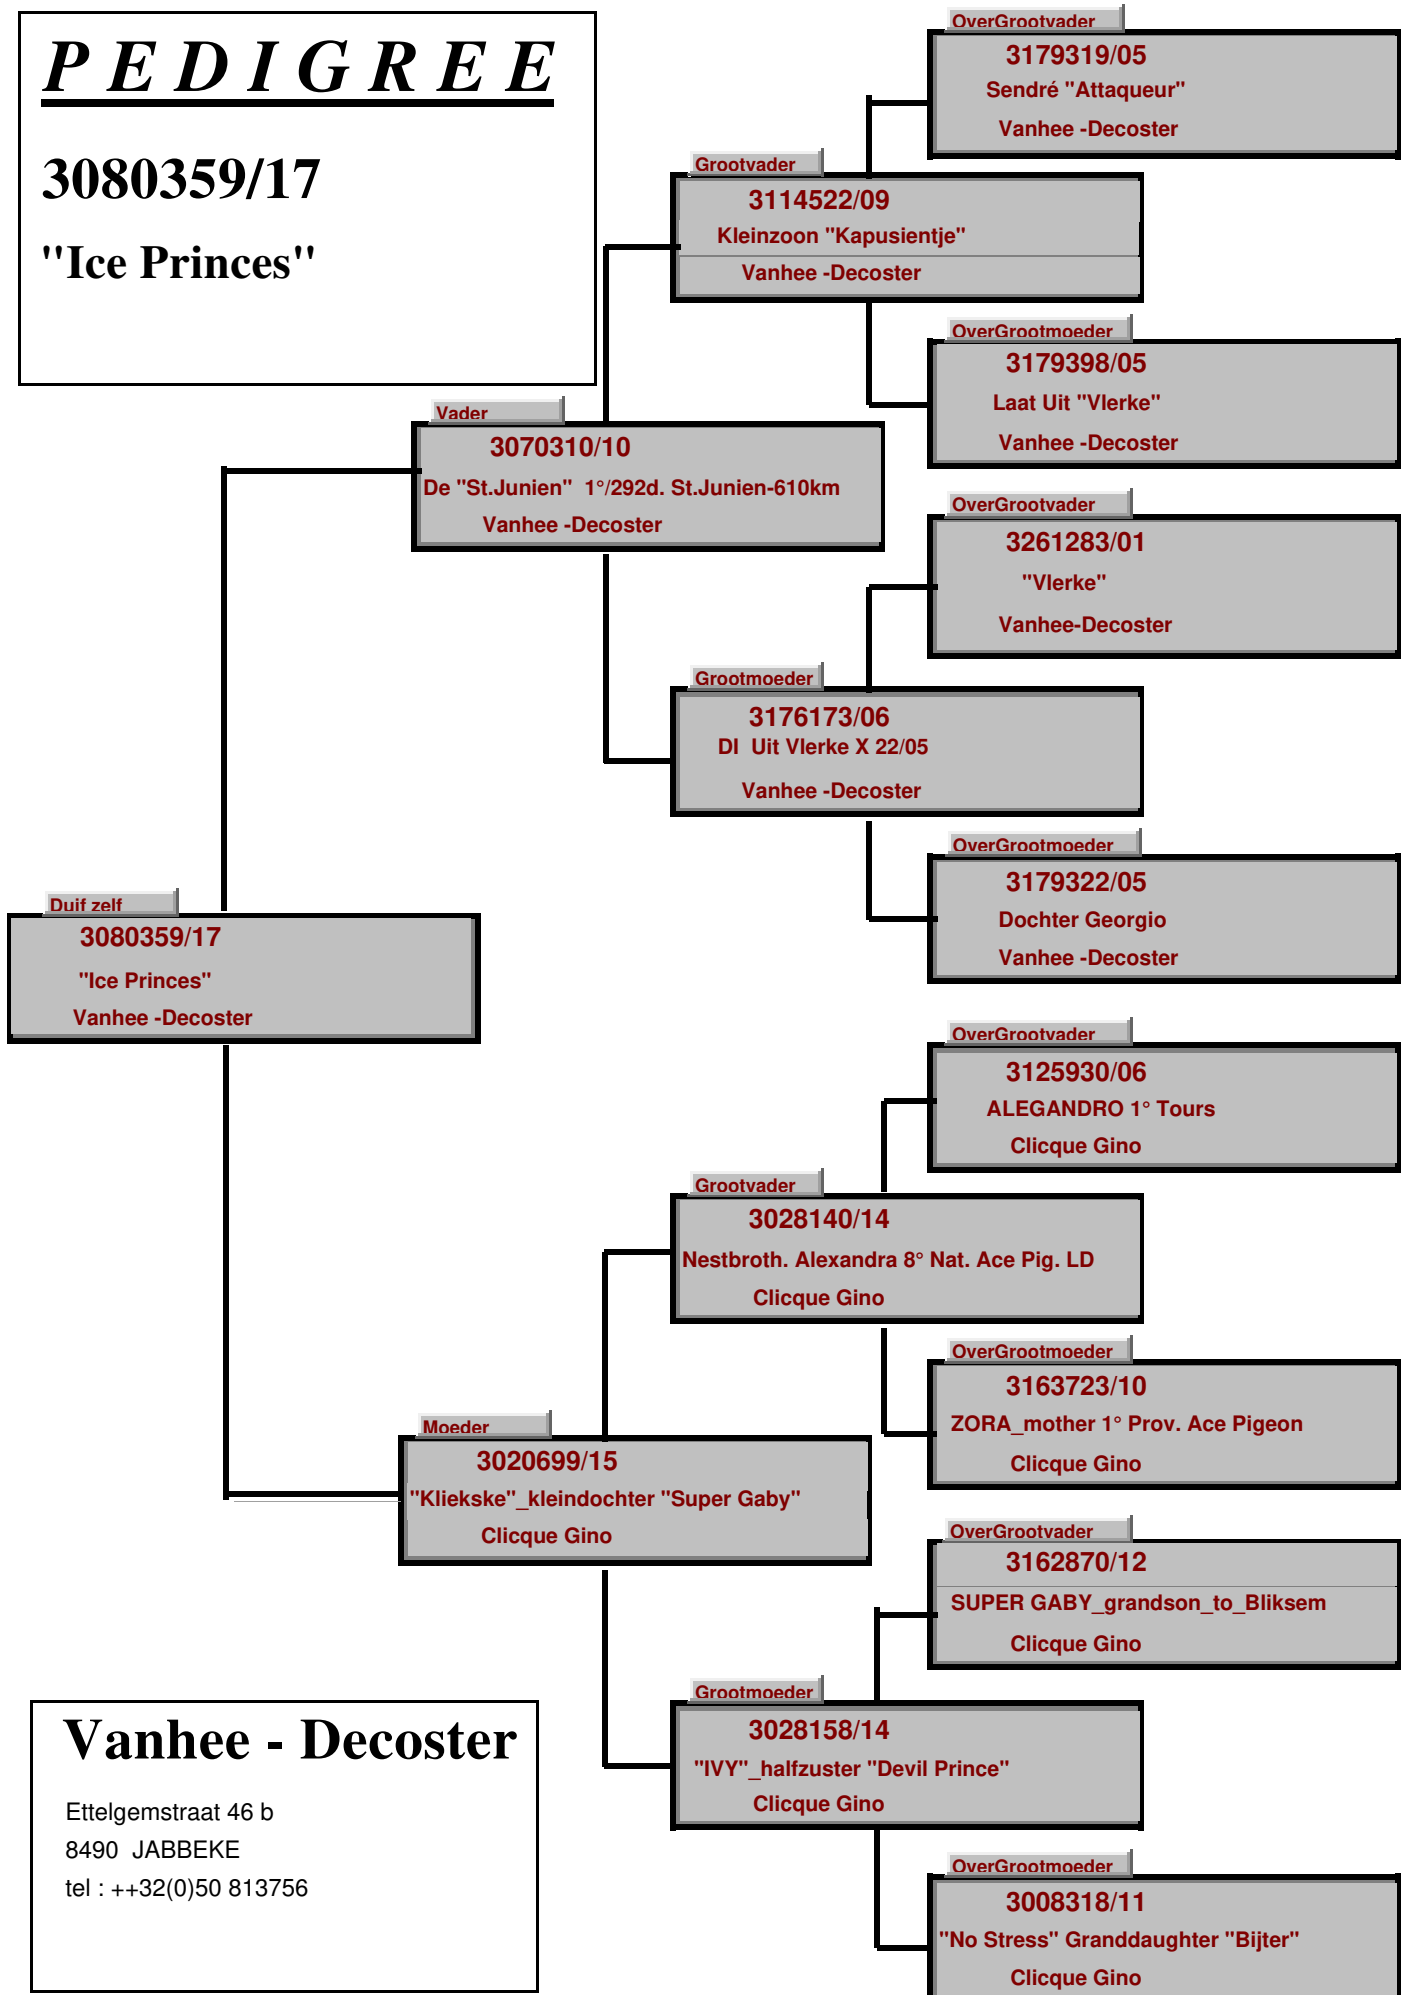 P E D I G R E E
3080359/17
"Ice Princes"
OverGrootvader
3179319/05
Sendré "Attaqueur"
Vanhee -Decoster
Grootvader
3114522/09
Kleinzoon "Kapusientje"
Vanhee -Decoster
OverGrootmoeder
3179398/05
Laat Uit "Vlerke"
Vanhee -Decoster
Vader
3070310/10
De "St.Junien" 1°/292d. St.Junien-610km
Vanhee -Decoster
OverGrootvader
3261283/01
"Vlerke"
Vanhee-Decoster
Grootmoeder
3176173/06
DI Uit Vlerke X 22/05
Vanhee -Decoster
OverGrootmoeder
3179322/05
Dochter Georgio
Vanhee -Decoster
Duif zelf
3080359/17
"Ice Princes"
Vanhee -Decoster
OverGrootvader
3125930/06
ALEGANDRO 1° Tours
Clicque Gino
Grootvader
3028140/14
Nestbroth. Alexandra 8° Nat. Ace Pig. LD
Clicque Gino
OverGrootmoeder
3163723/10
ZORA_mother 1° Prov. Ace Pigeon
Clicque Gino
Moeder
3020699/15
"Kliekske"_kleindochter "Super Gaby"
Clicque Gino
OverGrootvader
3162870/12
SUPER GABY_grandson_to_Bliksem
Clicque Gino
Grootmoeder
3028158/14
"IVY"_halfzuster "Devil Prince"
Clicque Gino
OverGrootmoeder
3008318/11
"No Stress" Granddaughter "Bijter"
Clicque Gino
Vanhee - Decoster
Ettelgemstraat 46 b
8490 JABBEKE
tel : ++32(0)50 813756